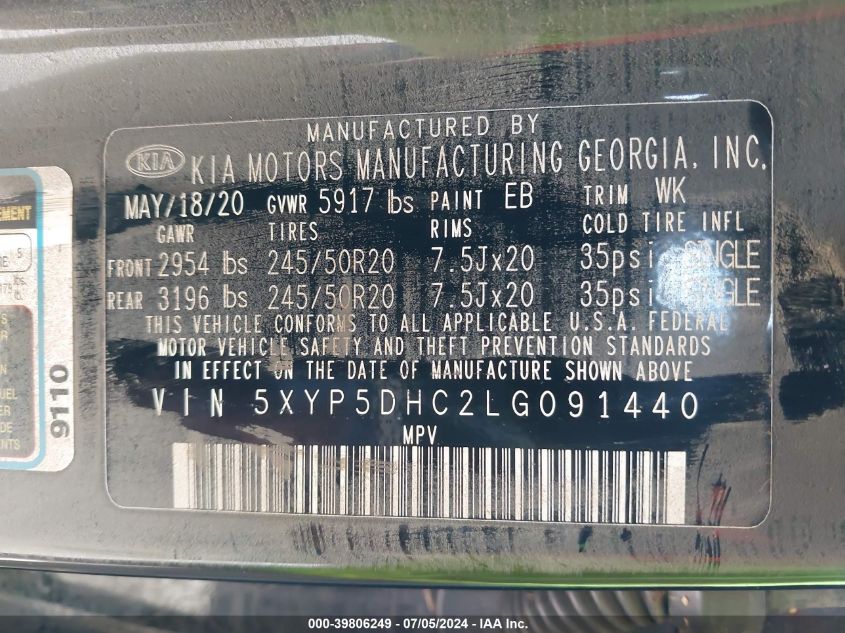 MANUFACTURED BY
KIA KIA MOTORS MANUFACTURING GEORGIA, INC.
MAY/18/20 GVWR 5917 lbs PAINT EB TRIM WK
GAWR TIRES RIMS COLD TIRE INFL
FRONT 2954 lbs 245/50R20 7.5Jx20 35psi SINGLE
REAR 3196 lbs 245/50R20 7.5Jx20 35psi SINGLE
THIS VEHICLE CONFORMS TO ALL APPLICABLE U.S.A. FEDERAL
MOTOR VEHICLE SAFETY AND THEFT PREVENTION STANDARDS
IN EFFECT ON THE DATE OF MANUFACTURE SHOWN ABOVE.
VIN 5XYP5DHC2LG091440
MPV
9110
000-39806249 - 07/05/2024 - IAA Inc.